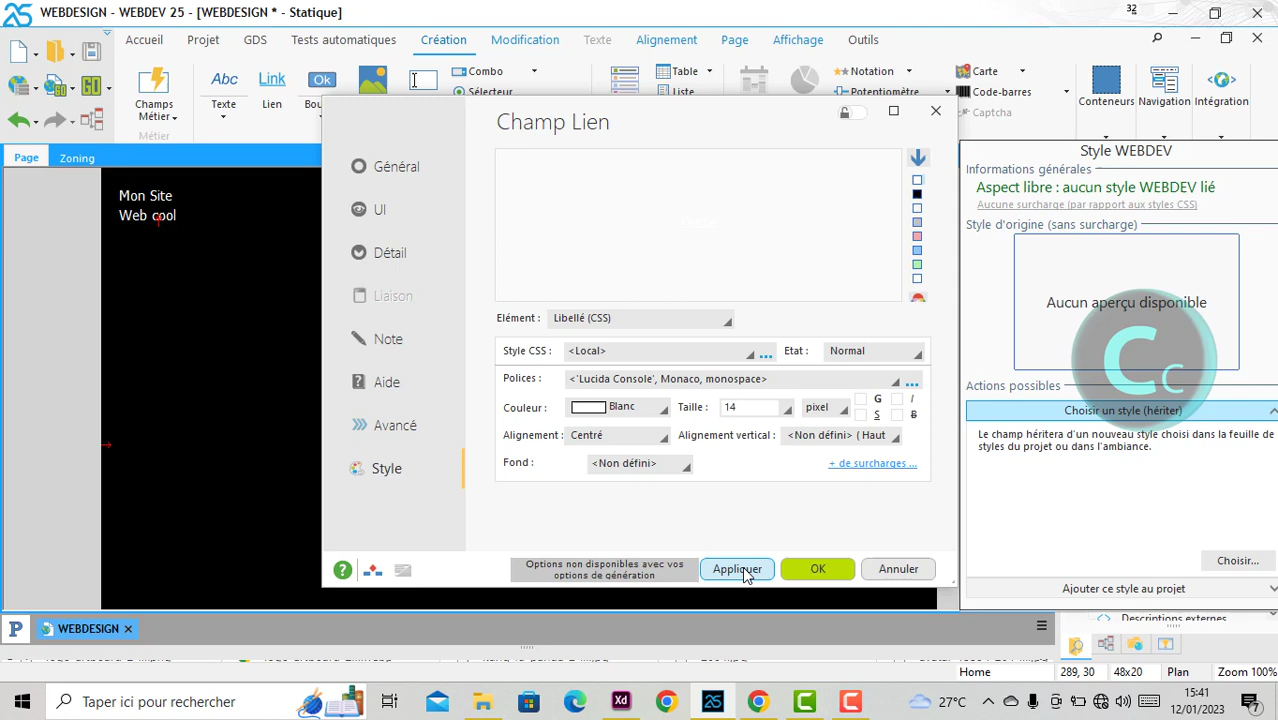 WEBDESIGN - WEBDEV 25 - [WEBDESIGN * - Statique]
32
Accueil Projet GDS Tests automatiques Création Modification Texte Alignement Page Affichage Outils
Abc Link Ok Combo Table Notation Carte
GO GO Sélecteur Liste Potentiomètre Code-barres
Champs Texte Lien Captcha Conteneurs Navigation Intégration
Métier
Métier
Page Zoning
Mon Site
Web cool
Champ Lien
Général
UI
Détail
Liaison
Note
Aide
Avancé
Style
Elément : Libellé (CSS)
Style CSS : <Local> ... Etat : Normal
Polices : <'Lucida Console', Monaco, monospace> ...
Couleur : Blanc Taille : 14 pixel G I
S B
Alignement : Centré Alignement vertical : <Non défini> ( Haut
Fond : <Non défini> + de surcharges ...
Options non disponibles avec vos
options de génération
Appliquer OK Annuler
Style WEBDEV
Informations générales
Aspect libre : aucun style WEBDEV lié
Aucune surcharge (par rapport aux styles CSS)
Style d'origine (sans surcharge)
Aucun aperçu disponible
Cc
Actions possibles
Choisir un style (hériter)
Le champ héritera d'un nouveau style choisi dans la feuille de
styles du projet ou dans l'ambiance.
Choisir...
Ajouter ce style au projet
P WEBDESIGN
Descriptions externes
Home 289, 30 48x20 Plan Zoom 100%
Taper ici pour rechercher
Xd 25 C C
27°C
15:41
12/01/2023
7